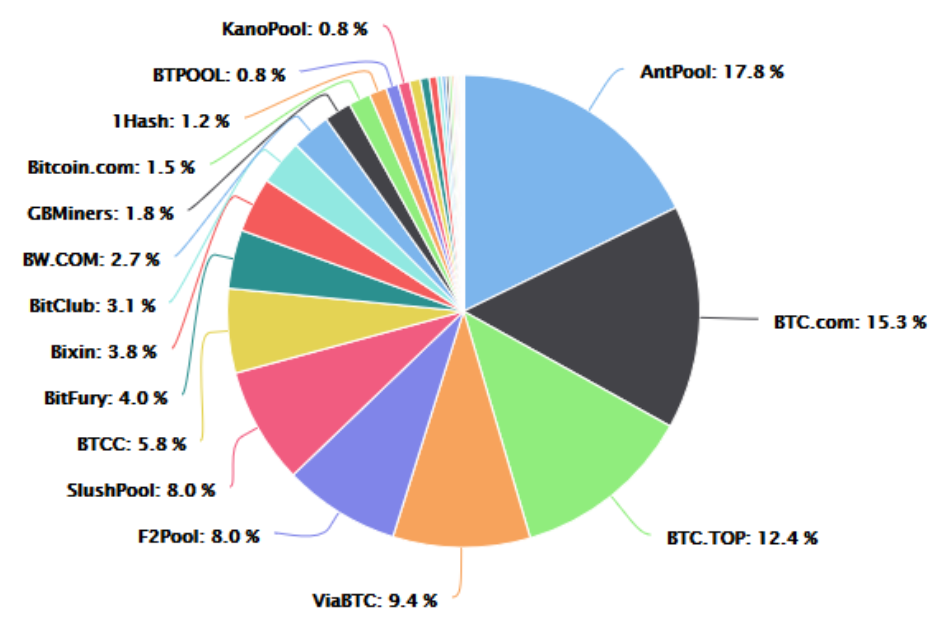 KanoPool: 0.8 %
AntPool: 17.8 %
BTPOOL: 0.8 %
1Hash: 1.2 %
Bitcoin.com: 1.5 %
GBMiners: 1.8 %
BW.COM: 2.7 %
BitClub: 3.1 %
BTC.com: 15.3 %
Bixin: 3.8 %
BitFury: 4.0 %
BTCC: 5.8 %
SlushPool: 8.0 %
F2Pool: 8.0 %
BTC.TOP: 12.4 %
ViaBTC: 9.4 %